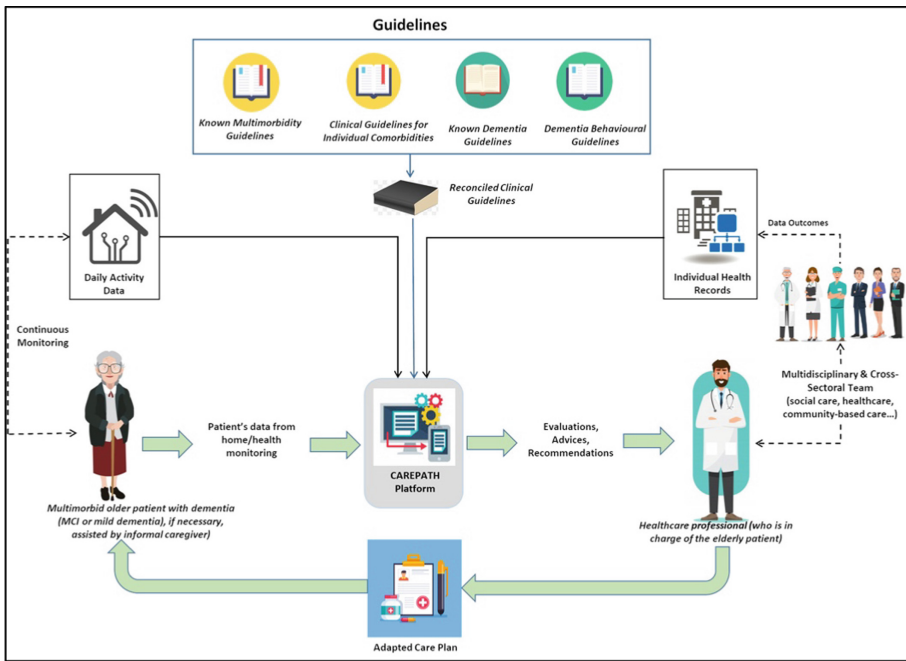 Guidelines
Known Multimorbidity
Guidelines
Clinical Guidelines for
Individual Comorbidities
Known Dementia
Guidelines
Dementia Behavioural
Guidelines
Reconciled Clinical
Guidelines
Daily Activity
Data
Individual Health
Records
Data Outcomes
Continuous
Monitoring
Multidisciplinary & Cross-
Sectoral Team
(social care, healthcare,
community-based care...)
Patient's data from
home/health
monitoring
CAREPATH
Platform
Evaluations,
Advices,
Recommendations
Multimorbid older patient with dementia
(MCI or mild dementia), if necessary,
assisted by informal caregiver)
Healthcare professional (who is in
charge of the elderly patient)
Adapted Care Plan